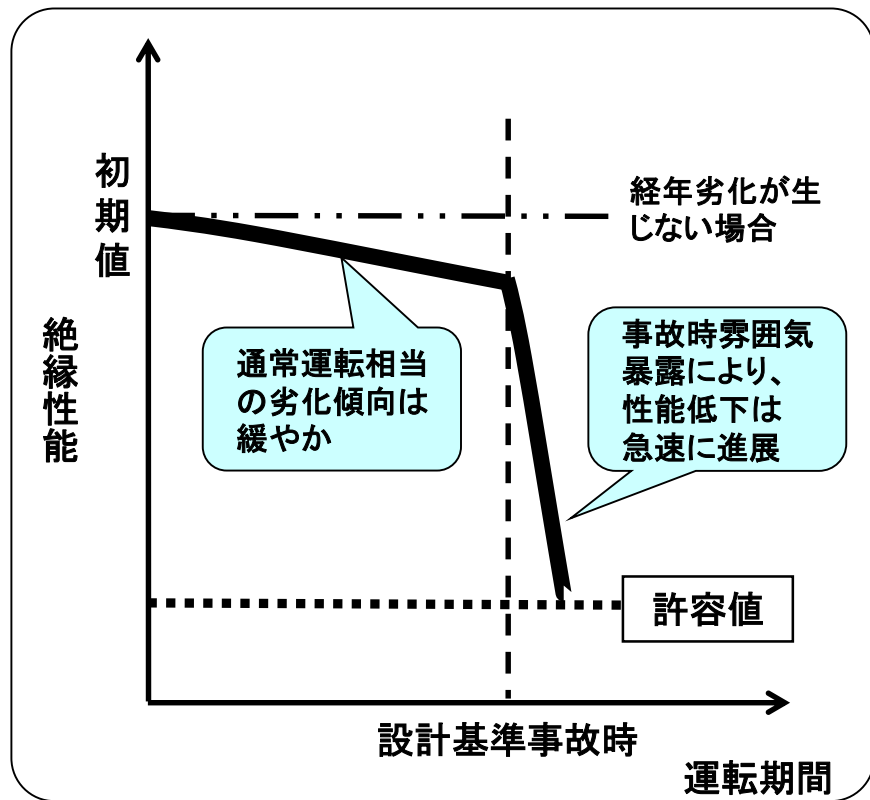 初期値
絶縁性能
経年劣化が生
じない場合
通常運転相当
の劣化傾向は
緩やか
事故時雰囲気
暴露により、
性能低下は
急速に進展
許容値
設計基準事故時
運転期間